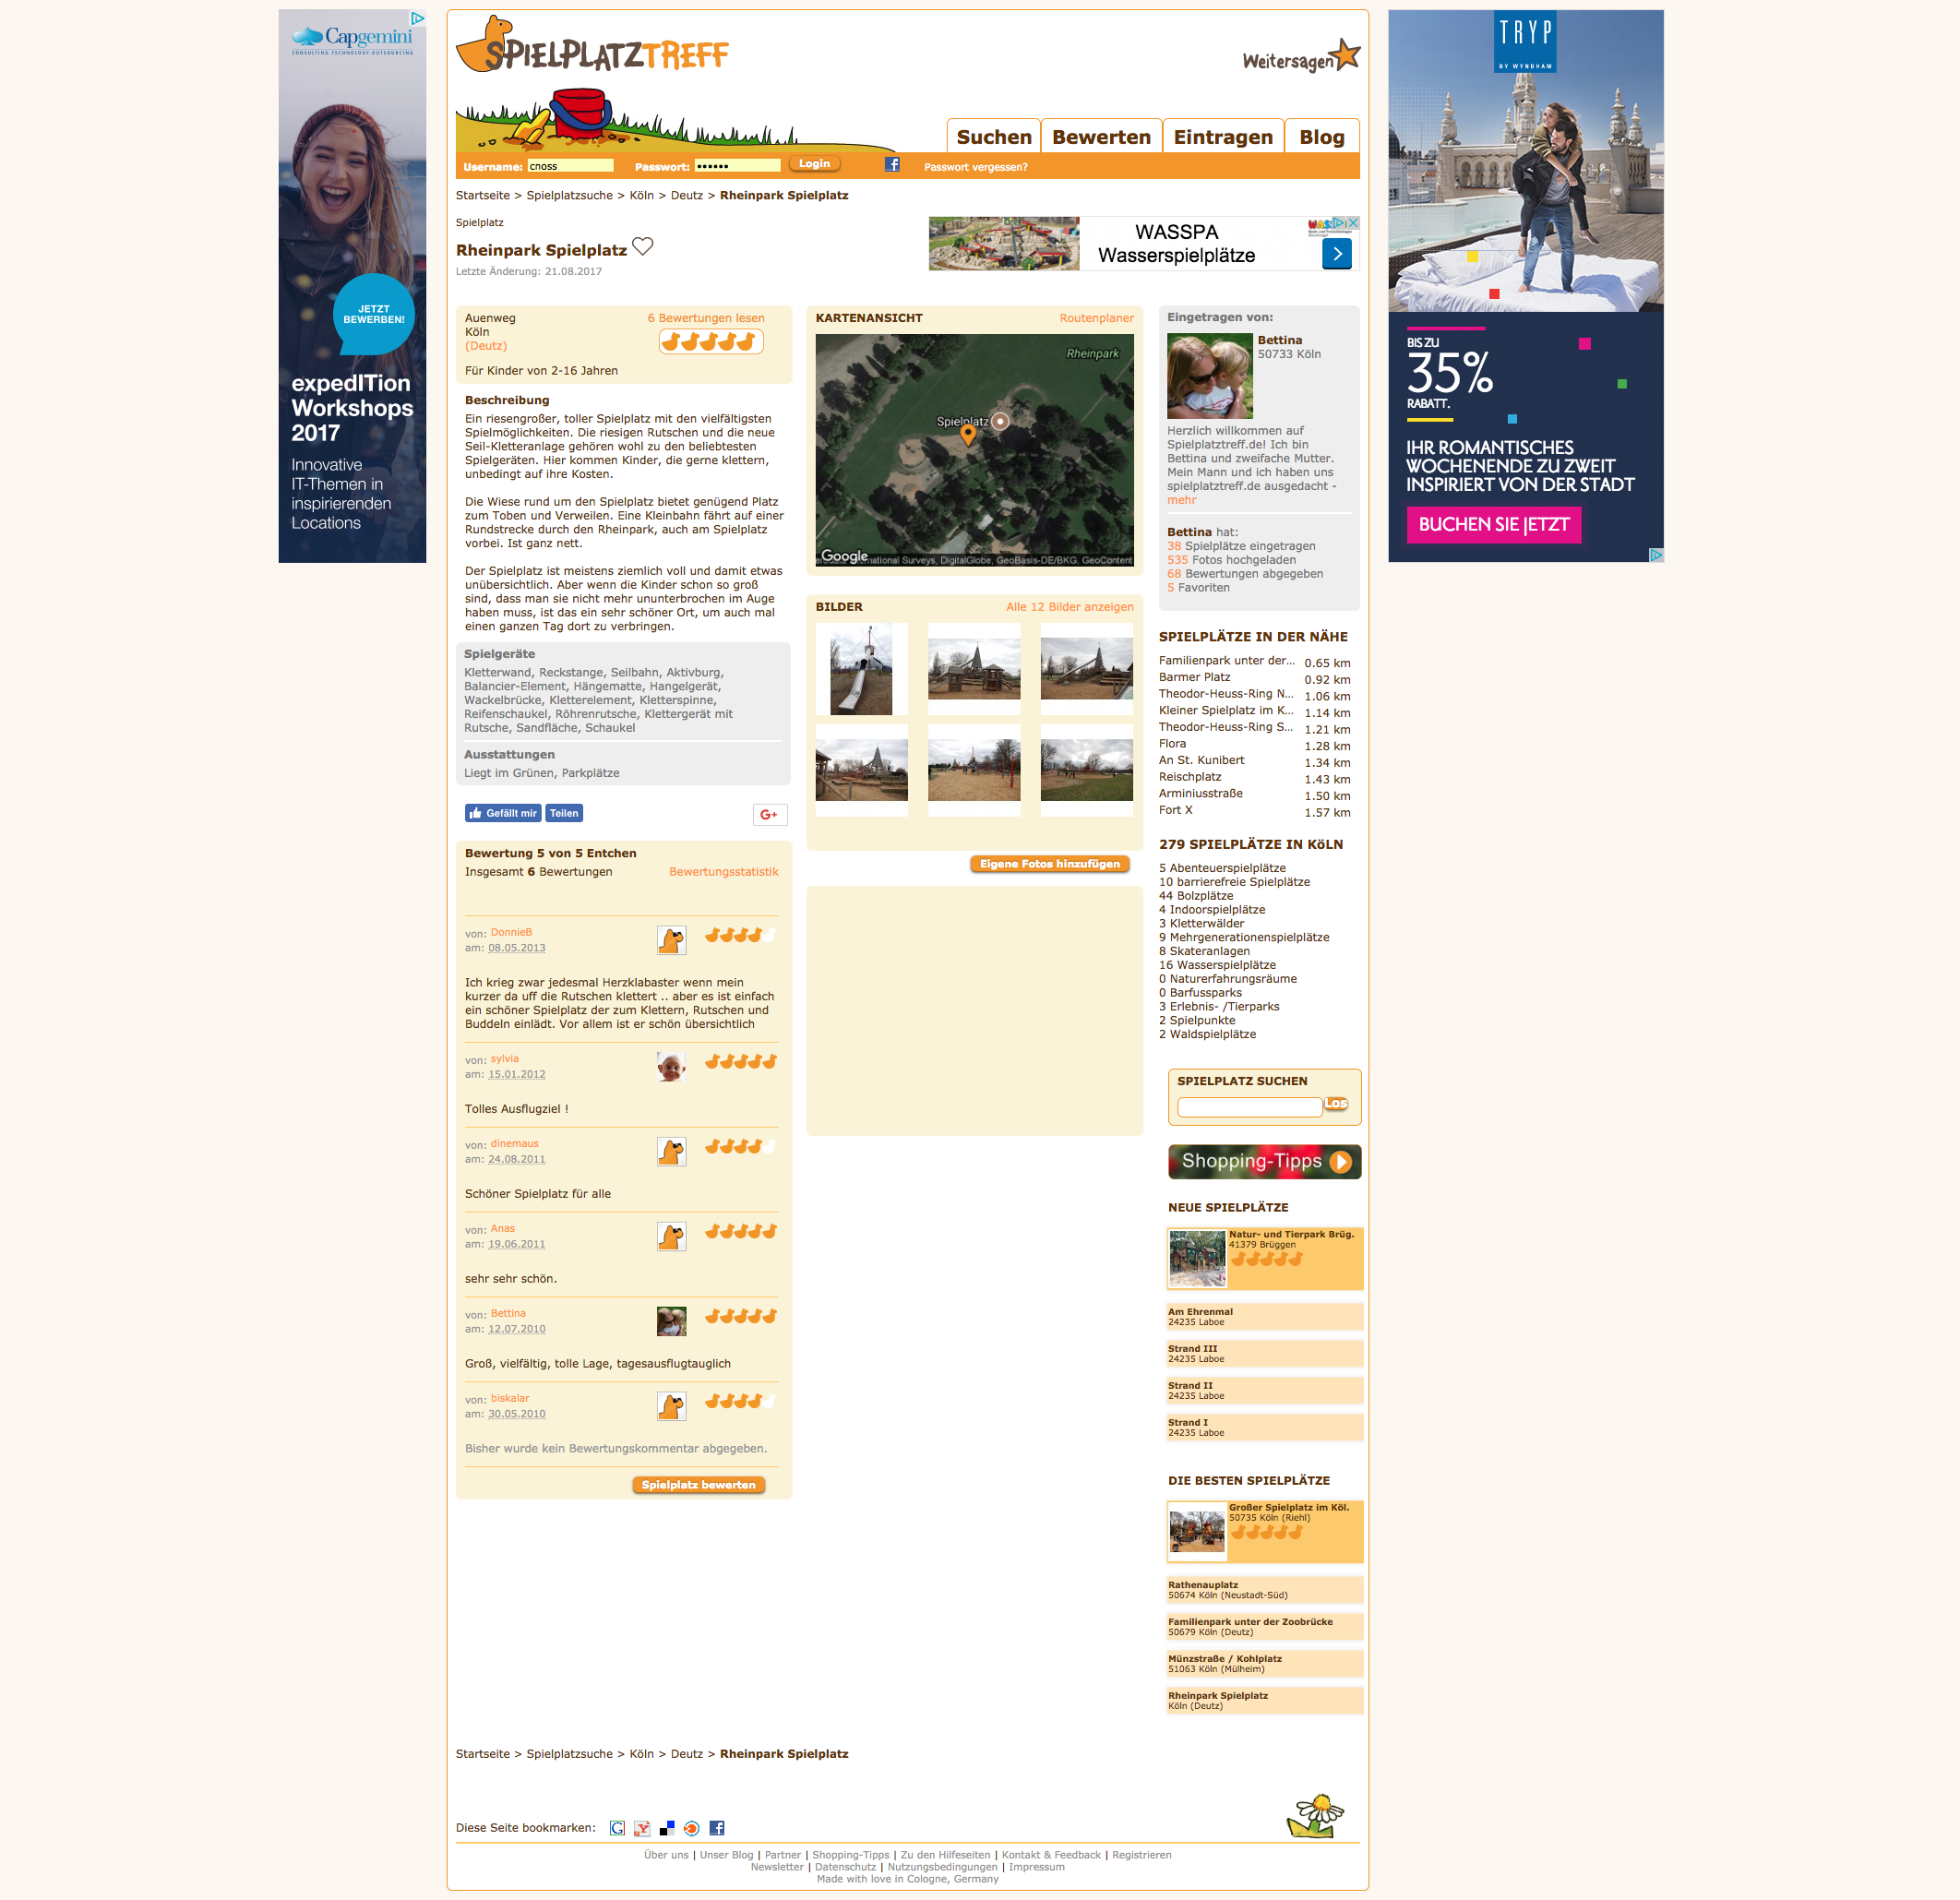 Capgemini
CONSULTING.TECHNOLOGY.OUTSOURCING
JETZT
BEWERBEN!
expedITion
Workshops
2017
Innovative
IT-Themen in
inspirierenden
Locations
SPIELPLATZTREFF
Weitersagen
Suchen
Bewerten
Eintragen
Blog
Username: cnoss Passwort: •••••• Login Passwort vergessen?
Startseite > Spielplatzsuche > Köln > Deutz > Rheinpark Spielplatz
Spielplatz
Rheinpark Spielplatz
Letzte Änderung: 21.08.2017
WASSPA
Wasserspielplätze
Auenweg
Köln
(Deutz)
6 Bewertungen lesen
Für Kinder von 2-16 Jahren
Beschreibung
Ein riesengroßer, toller Spielplatz mit den vielfältigsten
Spielmöglichkeiten. Die riesigen Rutschen und die neue
Seil-Kletteranlage gehören wohl zu den beliebtesten
Spielgeräten. Hier kommen Kinder, die gerne klettern,
unbedingt auf ihre Kosten.
Die Wiese rund um den Spielplatz bietet genügend Platz
zum Toben und Verweilen. Eine Kleinbahn fährt auf einer
Rundstrecke durch den Rheinpark, auch am Spielplatz
vorbei. Ist ganz nett.
Der Spielplatz ist meistens ziemlich voll und damit etwas
unübersichtlich. Aber wenn die Kinder schon so groß
sind, dass man sie nicht mehr ununterbrochen im Auge
haben muss, ist das ein sehr schöner Ort, um auch mal
einen ganzen Tag dort zu verbringen.
Spielgeräte
Kletterwand, Reckstange, Seilbahn, Aktivburg,
Balancier-Element, Hängematte, Hangelgerät,
Wackelbrücke, Kletterelement, Kletterspinne,
Reifenschaukel, Röhrenrutsche, Klettergerät mit
Rutsche, Sandfläche, Schaukel
Ausstattungen
Liegt im Grünen, Parkplätze
Gefällt mir
Teilen
G+
Bewertung 5 von 5 Entchen
Insgesamt 6 Bewertungen
Bewertungsstatistik
von: DonnieB
am: 08.05.2013
Ich krieg zwar jedesmal Herzklabaster wenn mein
kurzer da uff die Rutschen klettert .. aber es ist einfach
ein schöner Spielplatz der zum Klettern, Rutschen und
Buddeln einlädt. Vor allem ist er schön übersichtlich
von: sylvia
am: 15.01.2012
Tolles Ausflugziel !
von: dinemaus
am: 24.08.2011
Schöner Spielplatz für alle
von: Anas
am: 19.06.2011
sehr sehr schön.
von: Bettina
am: 12.07.2010
Groß, vielfältig, tolle Lage, tagesausflugtauglich
von: biskalar
am: 30.05.2010
Bisher wurde kein Bewertungskommentar abgegeben.
Spielplatz bewerten
KARTENANSICHT
Routenplaner
Rheinpark
Spielplatz
Google
national Surveys, DigitalGlobe, GeoBasis-DE/BKG, GeoContent
BILDER
Alle 12 Bilder anzeigen
Eigene Fotos hinzufügen
Eingetragen von:
Bettina
50733 Köln
Herzlich willkommen auf
Spielplatztreff.de! Ich bin
Bettina und zweifache Mutter.
Mein Mann und ich haben uns
spielplatztreff.de ausgedacht -
mehr
Bettina hat:
38 Spielplätze eingetragen
535 Fotos hochgeladen
68 Bewertungen abgegeben
5 Favoriten
SPIELPLÄTZE IN DER NÄHE
Familienpark unter der... 0.65 km
Barmer Platz 0.92 km
Theodor-Heuss-Ring N... 1.06 km
Kleiner Spielplatz im K... 1.14 km
Theodor-Heuss-Ring S... 1.21 km
Flora 1.28 km
An St. Kunibert 1.34 km
Reischplatz 1.43 km
Arminiusstraße 1.50 km
Fort X 1.57 km
279 SPIELPLÄTZE IN KöLN
5 Abenteuerspielplätze
10 barrierefreie Spielplätze
44 Bolzplätze
4 Indoorspielplätze
3 Kletterwälder
9 Mehrgenerationenspielplätze
8 Skateranlagen
16 Wasserspielplätze
0 Naturerfahrungsräume
0 Barfussparks
3 Erlebnis- /Tierparks
2 Spielpunkte
2 Waldspielplätze
SPIELPLATZ SUCHEN
Los
Shopping-Tipps
NEUE SPIELPLÄTZE
Natur- und Tierpark Brüg.
41379 Brüggen
Am Ehrenmal
24235 Laboe
Strand III
24235 Laboe
Strand II
24235 Laboe
Strand I
24235 Laboe
DIE BESTEN SPIELPLÄTZE
Großer Spielplatz im Köl.
50735 Köln (Riehl)
Rathenauplatz
50674 Köln (Neustadt-Süd)
Familienpark unter der Zoobrücke
50679 Köln (Deutz)
Münzstraße / Kohlplatz
51063 Köln (Mülheim)
Rheinpark Spielplatz
Köln (Deutz)
TRYP
BY WYNDHAM
BIS ZU
35%
RABATT.
IHR ROMANTISCHES
WOCHENENDE ZU ZWEIT
INSPIRIERT VON DER STADT
BUCHEN SIE JETZT
Startseite > Spielplatzsuche > Köln > Deutz > Rheinpark Spielplatz
Diese Seite bookmarken:
Über uns | Unser Blog | Partner | Shopping-Tipps | Zu den Hilfeseiten | Kontakt & Feedback | Registrieren
Newsletter | Datenschutz | Nutzungsbedingungen | Impressum
Made with love in Cologne, Germany